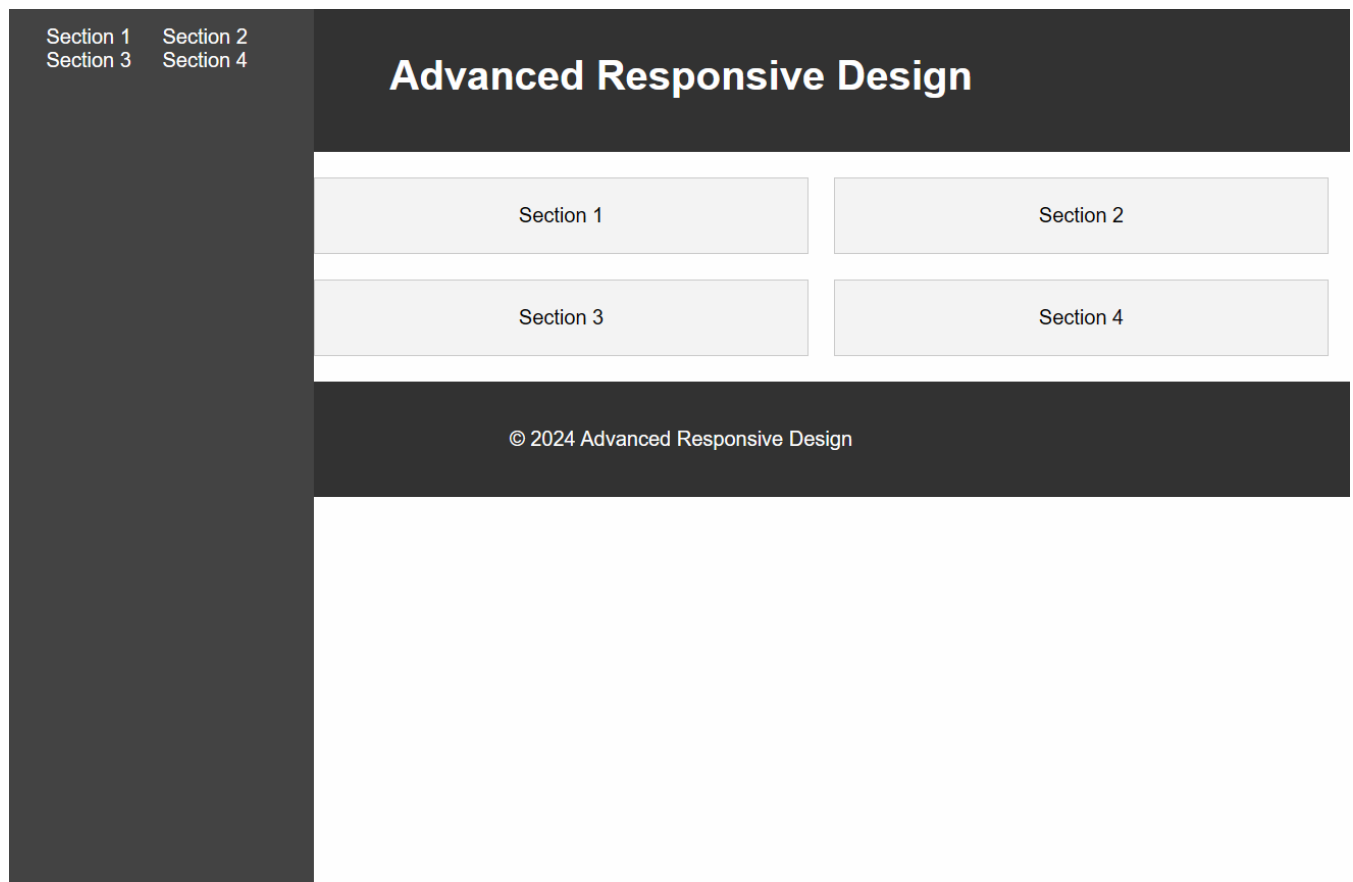 Section 1 Section 2
Section 3 Section 4
Advanced Responsive Design
Section 1 Section 2
Section 3 Section 4
© 2024 Advanced Responsive Design